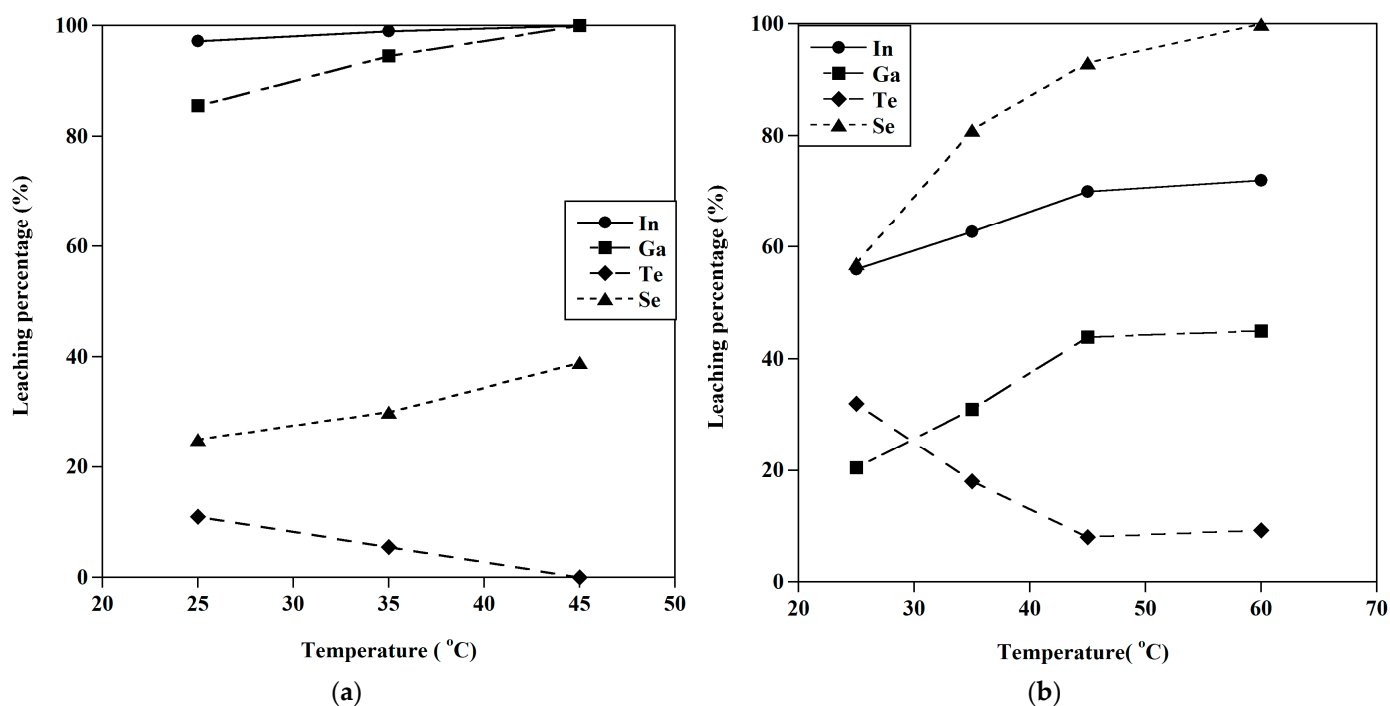 100
80
60
40
20
0
In
Ga
Te
Se
20 25 30 35 40 45 50
Leaching percentage (%)
Temperature ( °C)
(a)
100
80
60
40
20
0
In
Ga
Te
Se
20 30 40 50 60 70
Leaching percentage (%)
Temperature( °C)
(b)